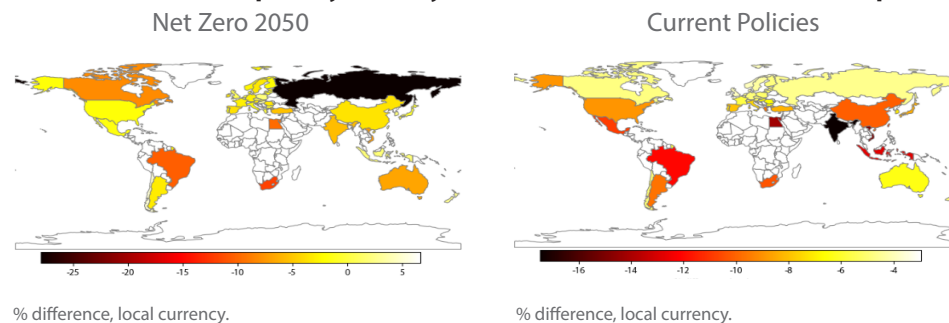 Net Zero 2050
Current Policies
-25 -20 -15 -10 -5 0 5
-16 -14 -12 -10 -8 -6 -4
% difference, local currency.
% difference, local currency.